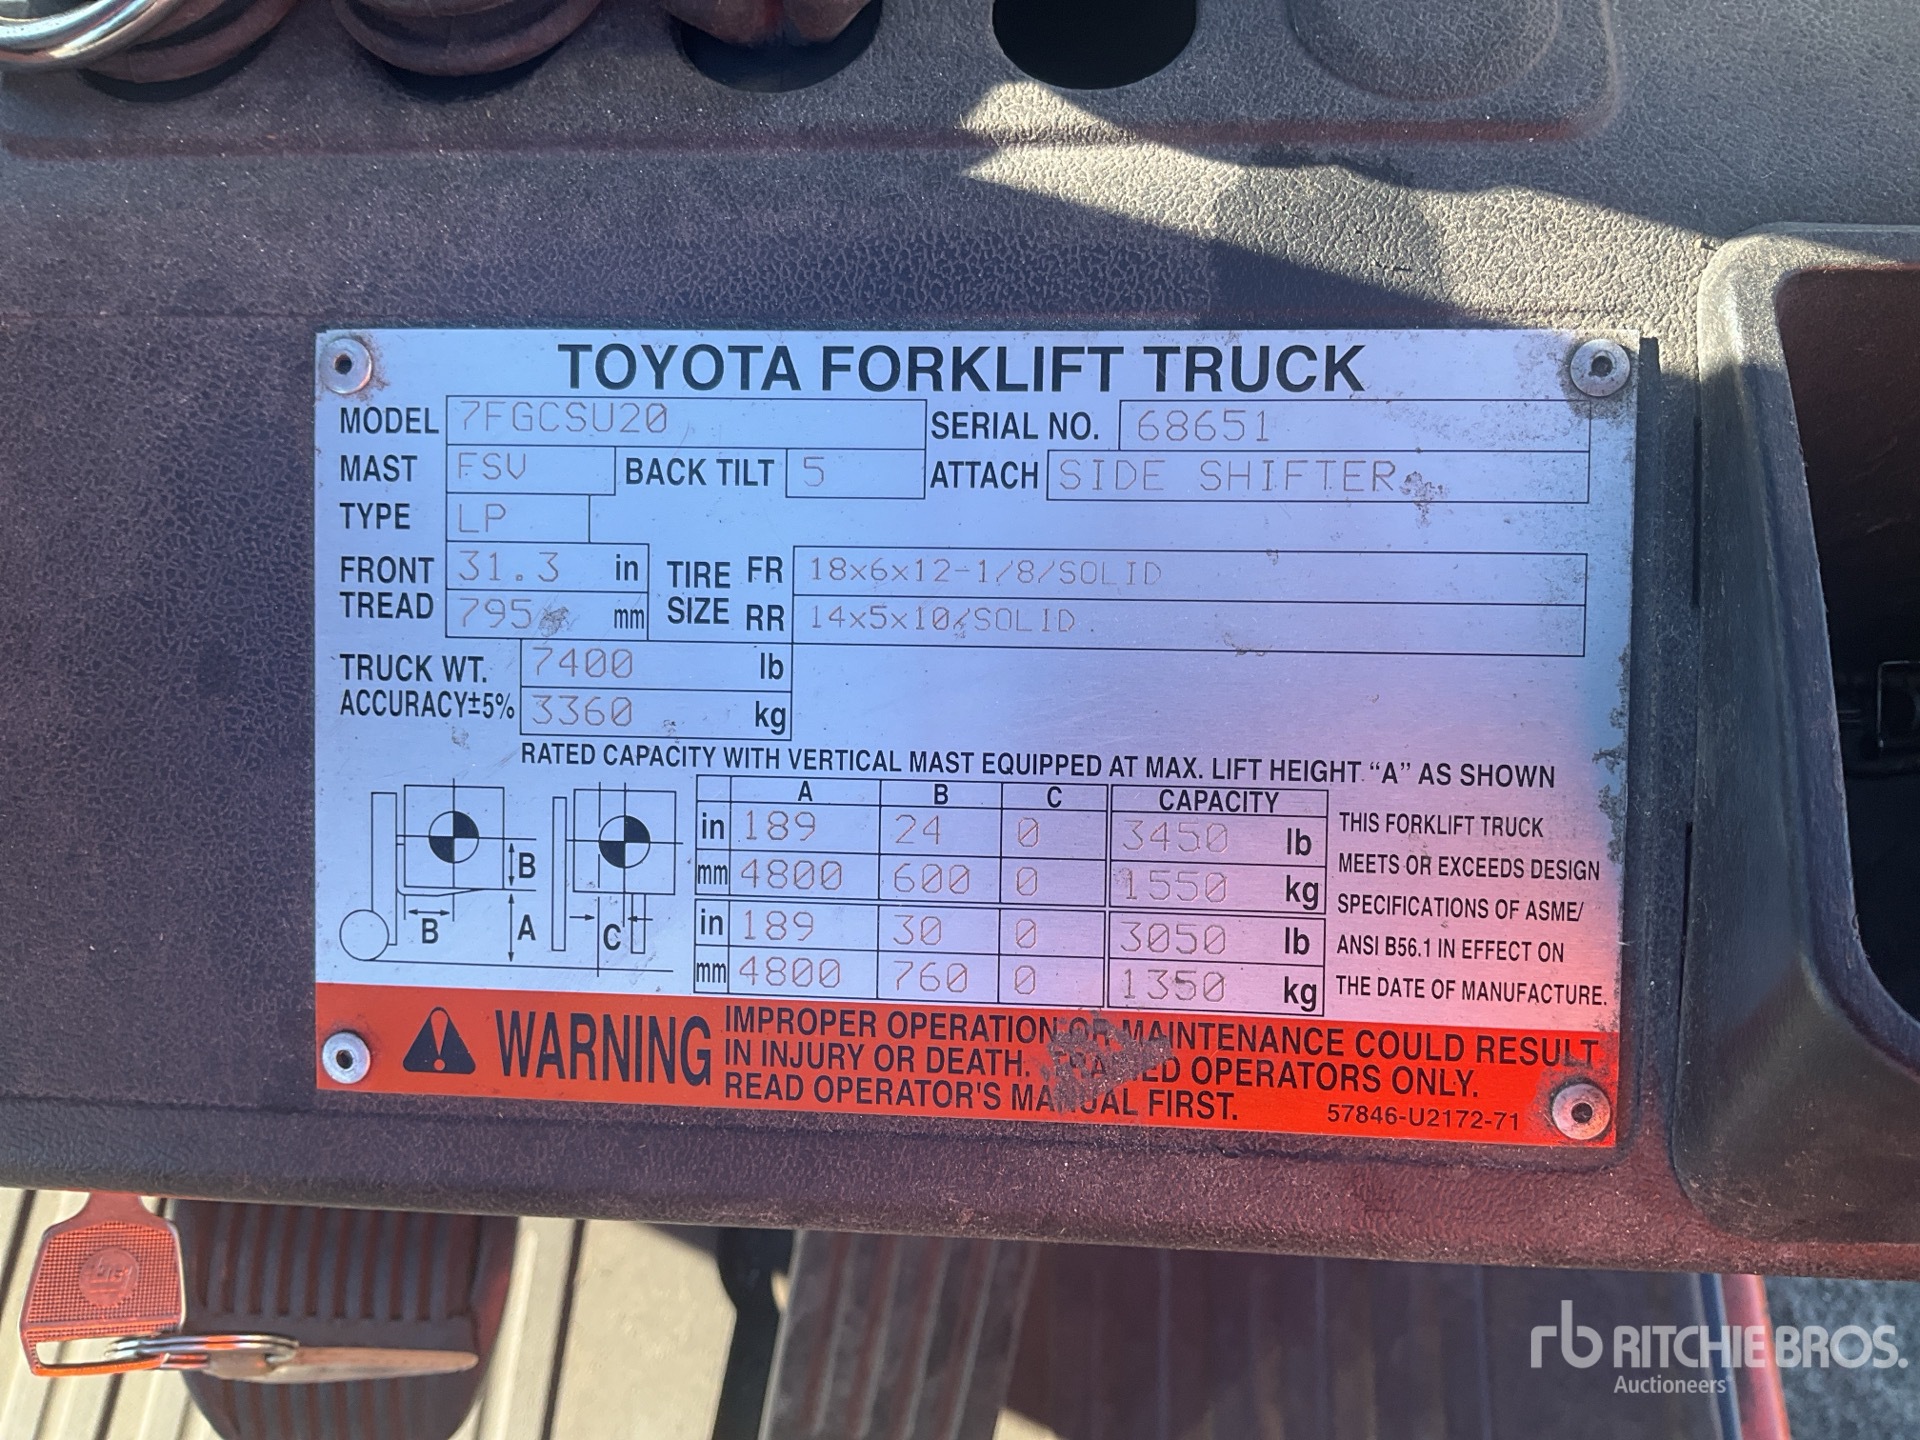 TOYOTA FORKLIFT TRUCK
MODEL 7FGCSU20 SERIAL NO. 68651
MAST FSV BACK TILT 5 ATTACH SIDE SHIFTER
TYPE LP
FRONT TREAD 31.3 in TIRE SIZE FR 18x6x12-1/8/SOLID
795 mm RR 14x5x10/SOLID
TRUCK WT. 7400 lb
ACCURACY±5% 3360 kg
RATED CAPACITY WITH VERTICAL MAST EQUIPPED AT MAX. LIFT HEIGHT "A" AS SHOWN
A B C CAPACITY
in 189 24 0 3450 lb
mm 4800 600 0 1550 kg
in 189 30 0 3050 lb
mm 4800 760 0 1350 kg
B
B A C
THIS FORKLIFT TRUCK
MEETS OR EXCEEDS DESIGN
SPECIFICATIONS OF ASME/
ANSI B56.1 IN EFFECT ON
THE DATE OF MANUFACTURE.
WARNING
IMPROPER OPERATION OR MAINTENANCE COULD RESULT
IN INJURY OR DEATH. TRAINED OPERATORS ONLY.
READ OPERATOR'S MANUAL FIRST.
57846-U2172-71
rb RITCHIE BROS.
Auctioneers